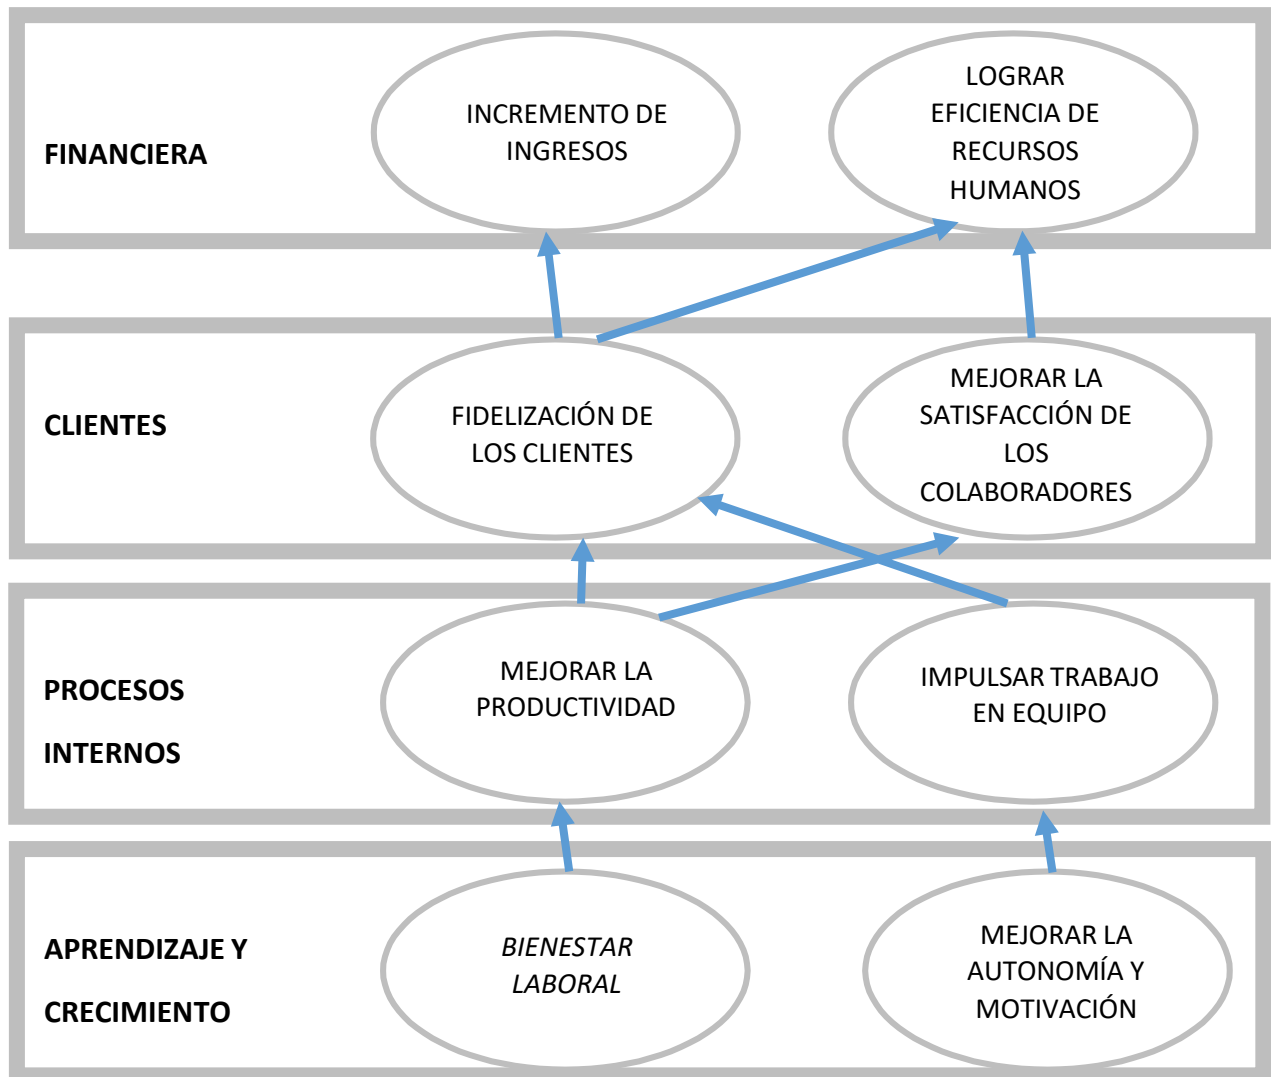 FINANCIERA
INCREMENTO DE
INGRESOS
LOGRAR
EFICIENCIA DE
RECURSOS
HUMANOS
CLIENTES
FIDELIZACIÓN DE
LOS CLIENTES
MEJORAR LA
SATISFACCIÓN DE
LOS
COLABORADORES
PROCESOS
INTERNOS
MEJORAR LA
PRODUCTIVIDAD
IMPULSAR TRABAJO
EN EQUIPO
APRENDIZAJE Y
CRECIMIENTO
BIENESTAR
LABORAL
MEJORAR LA
AUTONOMÍA Y
MOTIVACIÓN